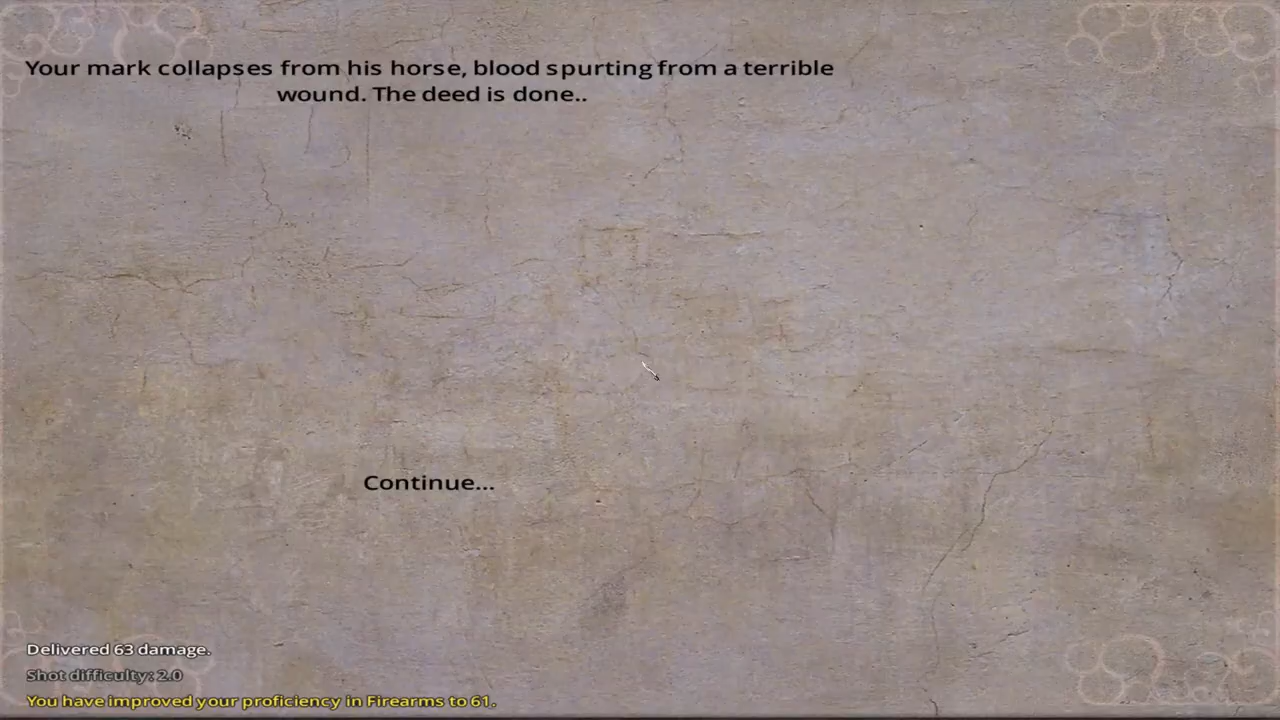 Your mark collapses from his horse, blood spurting from a terrible
wound. The deed is done..
Continue...
Delivered 63 damage.
Shot difficulty: 2.0
You have improved your proficiency in Firearms to 61.